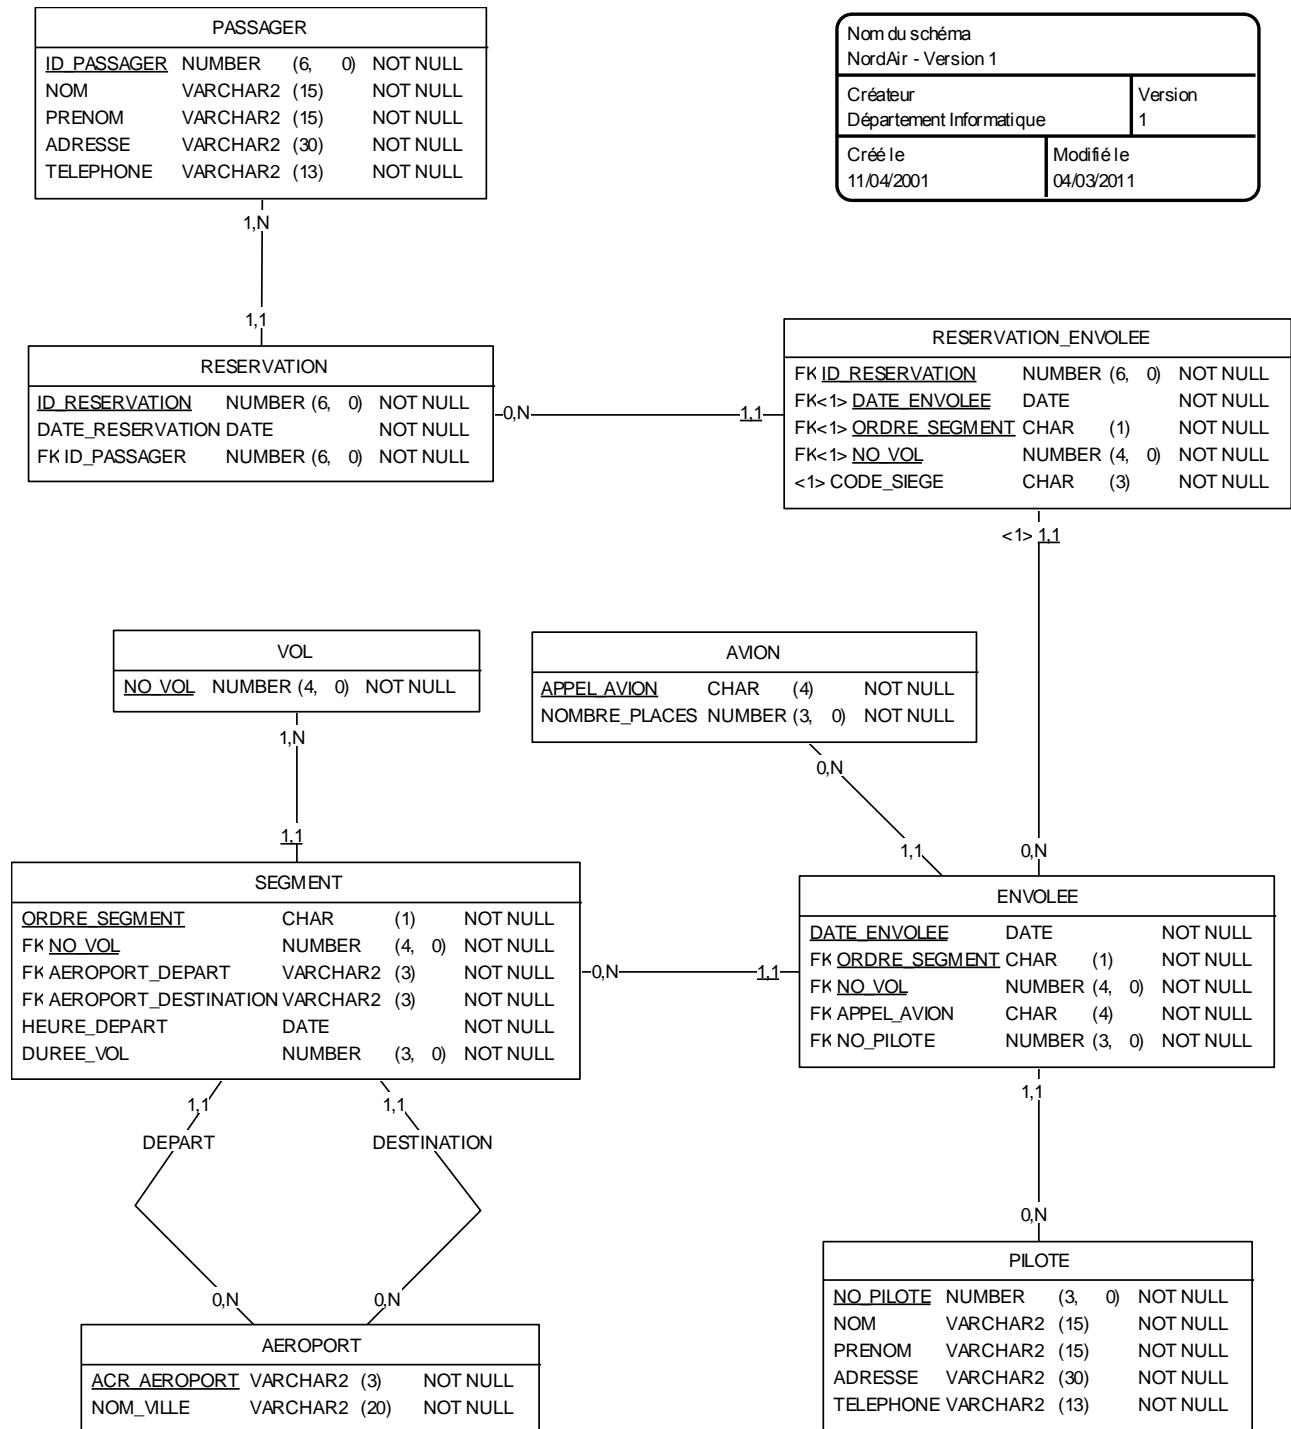 PASSAGER
ID_PASSAGER NUMBER (6, 0) NOT NULL
NOM VARCHAR2 (15) NOT NULL
PRENOM VARCHAR2 (15) NOT NULL
ADRESSE VARCHAR2 (30) NOT NULL
TELEPHONE VARCHAR2 (13) NOT NULL
Nom du schéma
NordAir - Version 1
Créateur
Département Informatique
Version
1
Créé le
11/04/2001
Modifié le
04/03/2011
1,N
1,1
RESERVATION
ID_RESERVATION NUMBER (6, 0) NOT NULL
DATE_RESERVATION DATE NOT NULL
FK ID_PASSAGER NUMBER (6, 0) NOT NULL
0,N
1,1
RESERVATION_ENVOLEE
FK ID_RESERVATION NUMBER (6, 0) NOT NULL
FK<1> DATE_ENVOLEE DATE NOT NULL
FK<1> ORDRE_SEGMENT CHAR (1) NOT NULL
FK<1> NO_VOL NUMBER (4, 0) NOT NULL
<1> CODE_SIEGE CHAR (3) NOT NULL
<1> 1,1
VOL
NO_VOL NUMBER (4, 0) NOT NULL
1,N
1,1
AVION
APPEL_AVION CHAR (4) NOT NULL
NOMBRE_PLACES NUMBER (3, 0) NOT NULL
0,N
1,1
0,N
SEGMENT
ORDRE_SEGMENT CHAR (1) NOT NULL
FK NO_VOL NUMBER (4, 0) NOT NULL
FK AEROPORT_DEPART VARCHAR2 (3) NOT NULL
FK AEROPORT_DESTINATION VARCHAR2 (3) NOT NULL
HEURE_DEPART DATE NOT NULL
DUREE_VOL NUMBER (3, 0) NOT NULL
0,N
1,1
ENVOLEE
DATE_ENVOLEE DATE NOT NULL
FK ORDRE_SEGMENT CHAR (1) NOT NULL
FK NO_VOL NUMBER (4, 0) NOT NULL
FK APPEL_AVION CHAR (4) NOT NULL
FK NO_PILOTE NUMBER (3, 0) NOT NULL
1,1
1,1
DEPART
DESTINATION
0,N
0,N
1,1
0,N
AEROPORT
ACR_AEROPORT VARCHAR2 (3) NOT NULL
NOM_VILLE VARCHAR2 (20) NOT NULL
PILOTE
NO_PILOTE NUMBER (3, 0) NOT NULL
NOM VARCHAR2 (15) NOT NULL
PRENOM VARCHAR2 (15) NOT NULL
ADRESSE VARCHAR2 (30) NOT NULL
TELEPHONE VARCHAR2 (13) NOT NULL